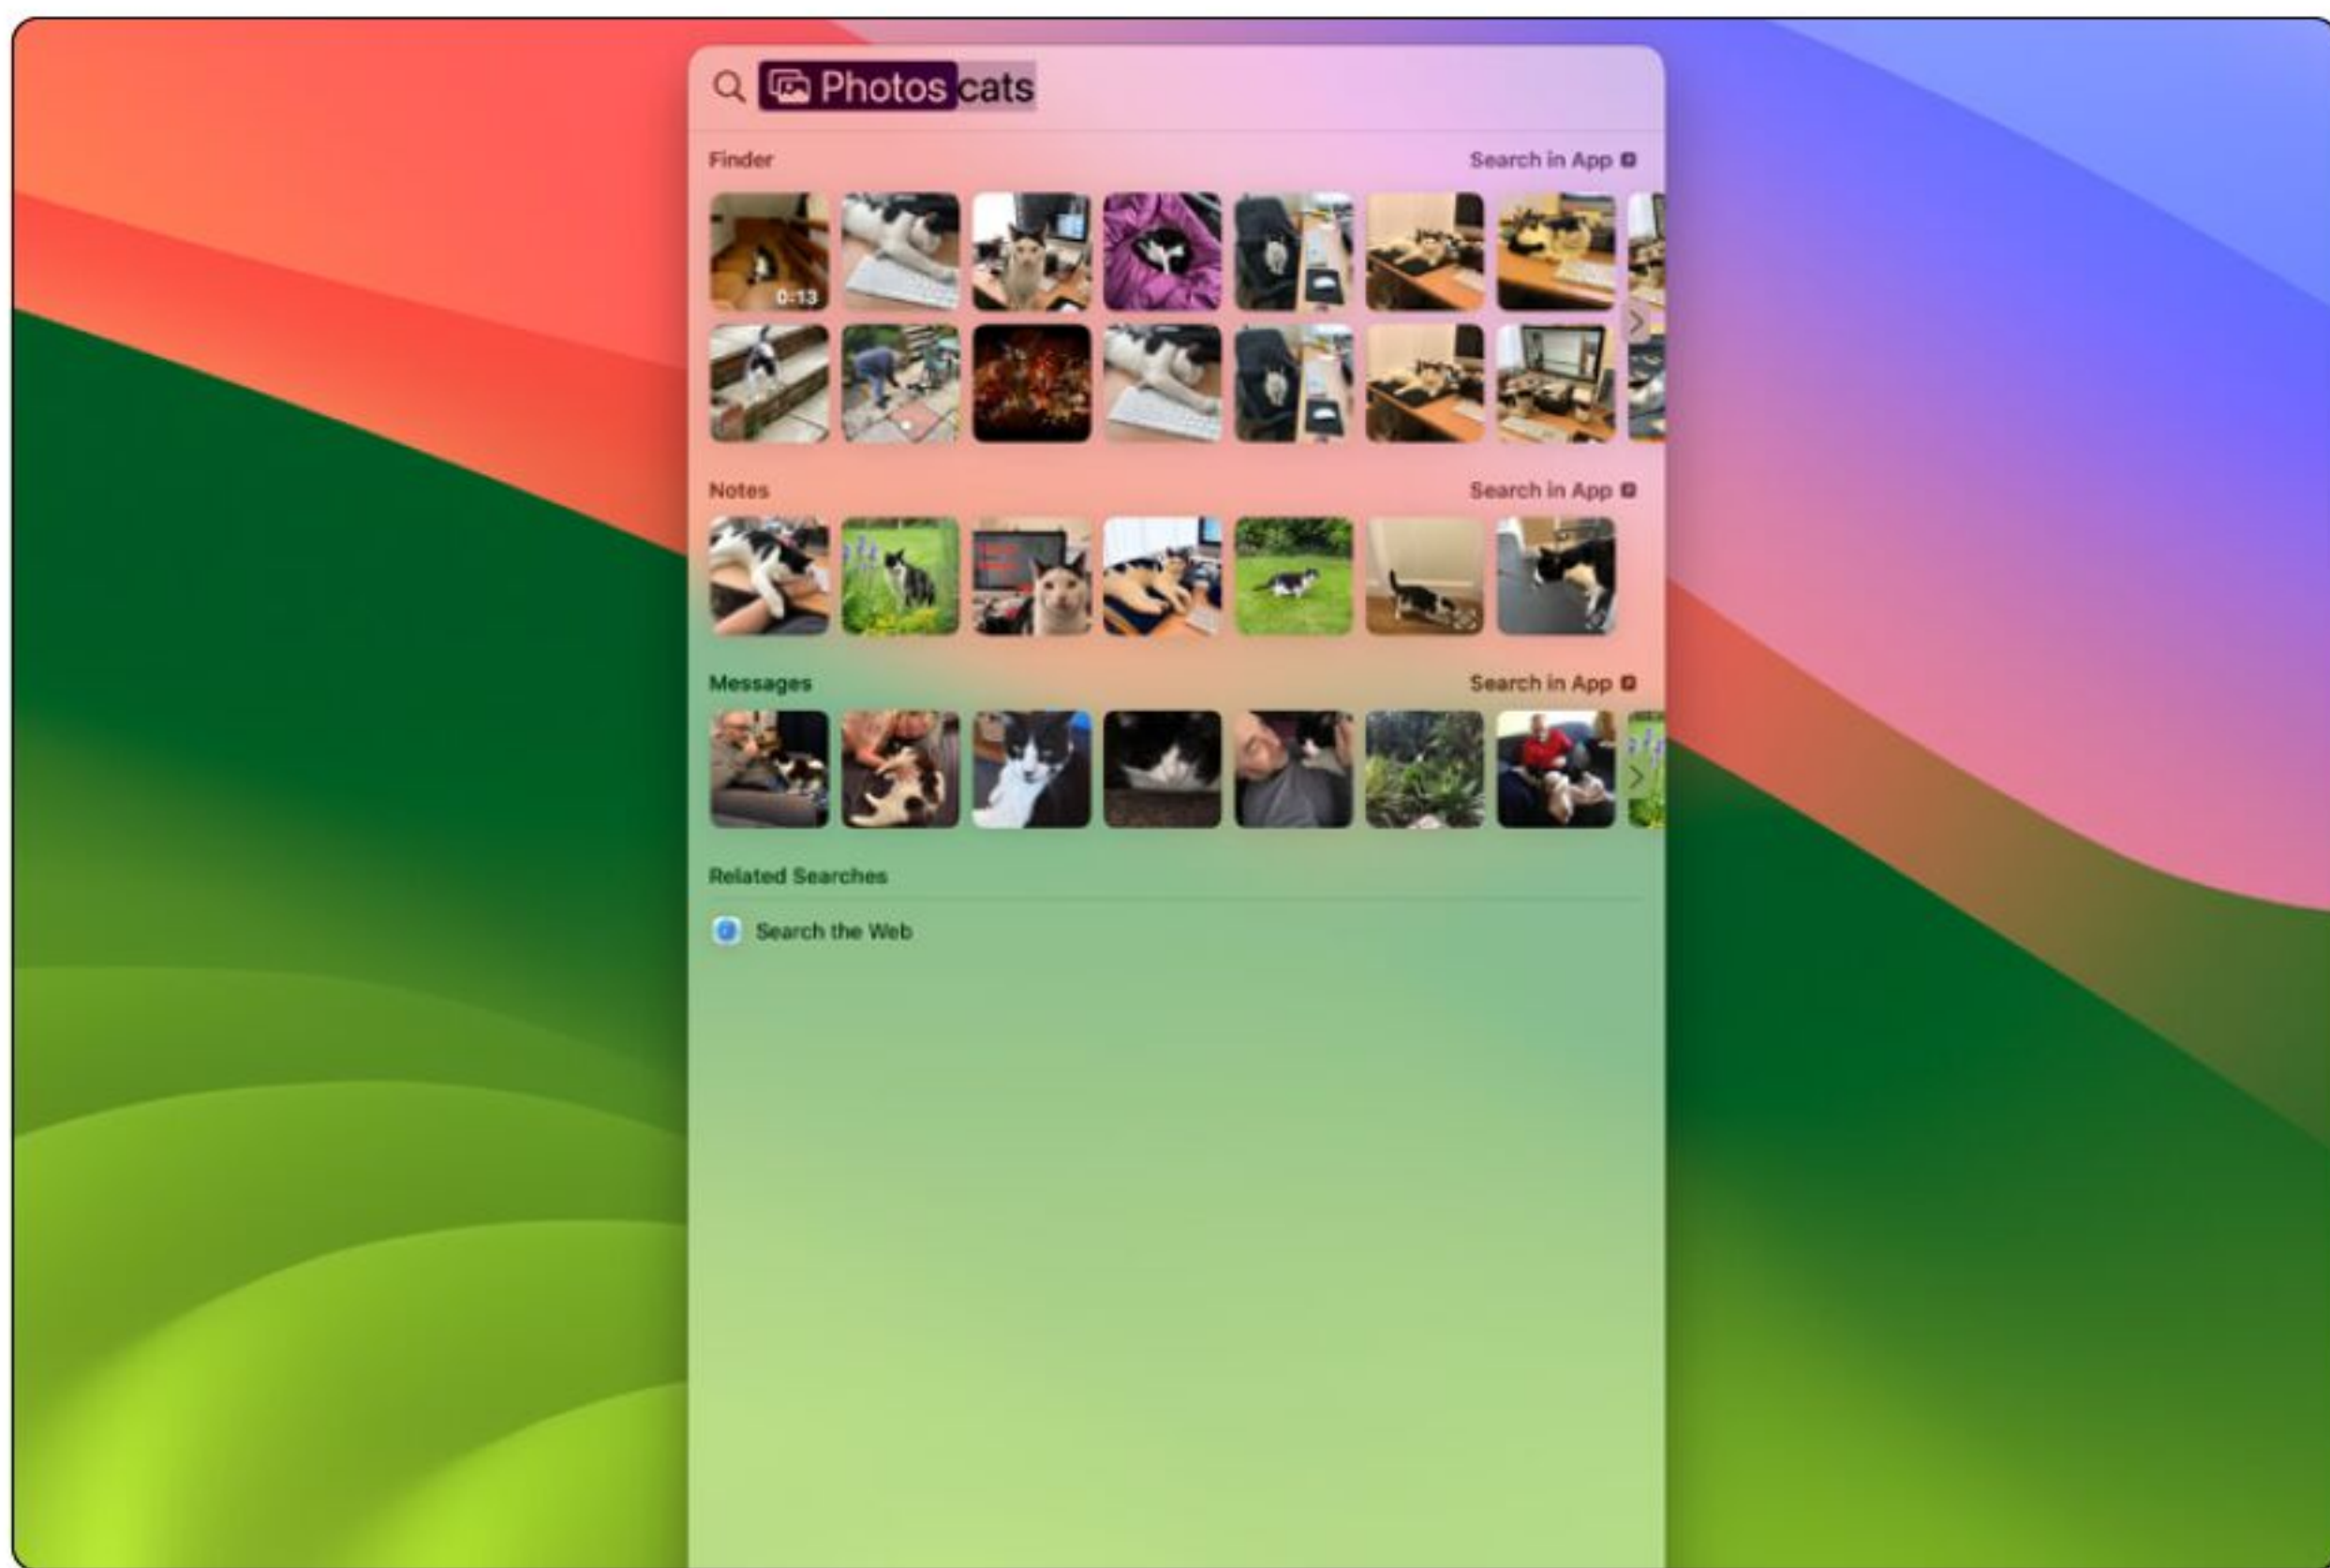 Photos cats
Finder Search in App
0:13
Notes Search in App
Messages Search in App
Related Searches
Search the Web